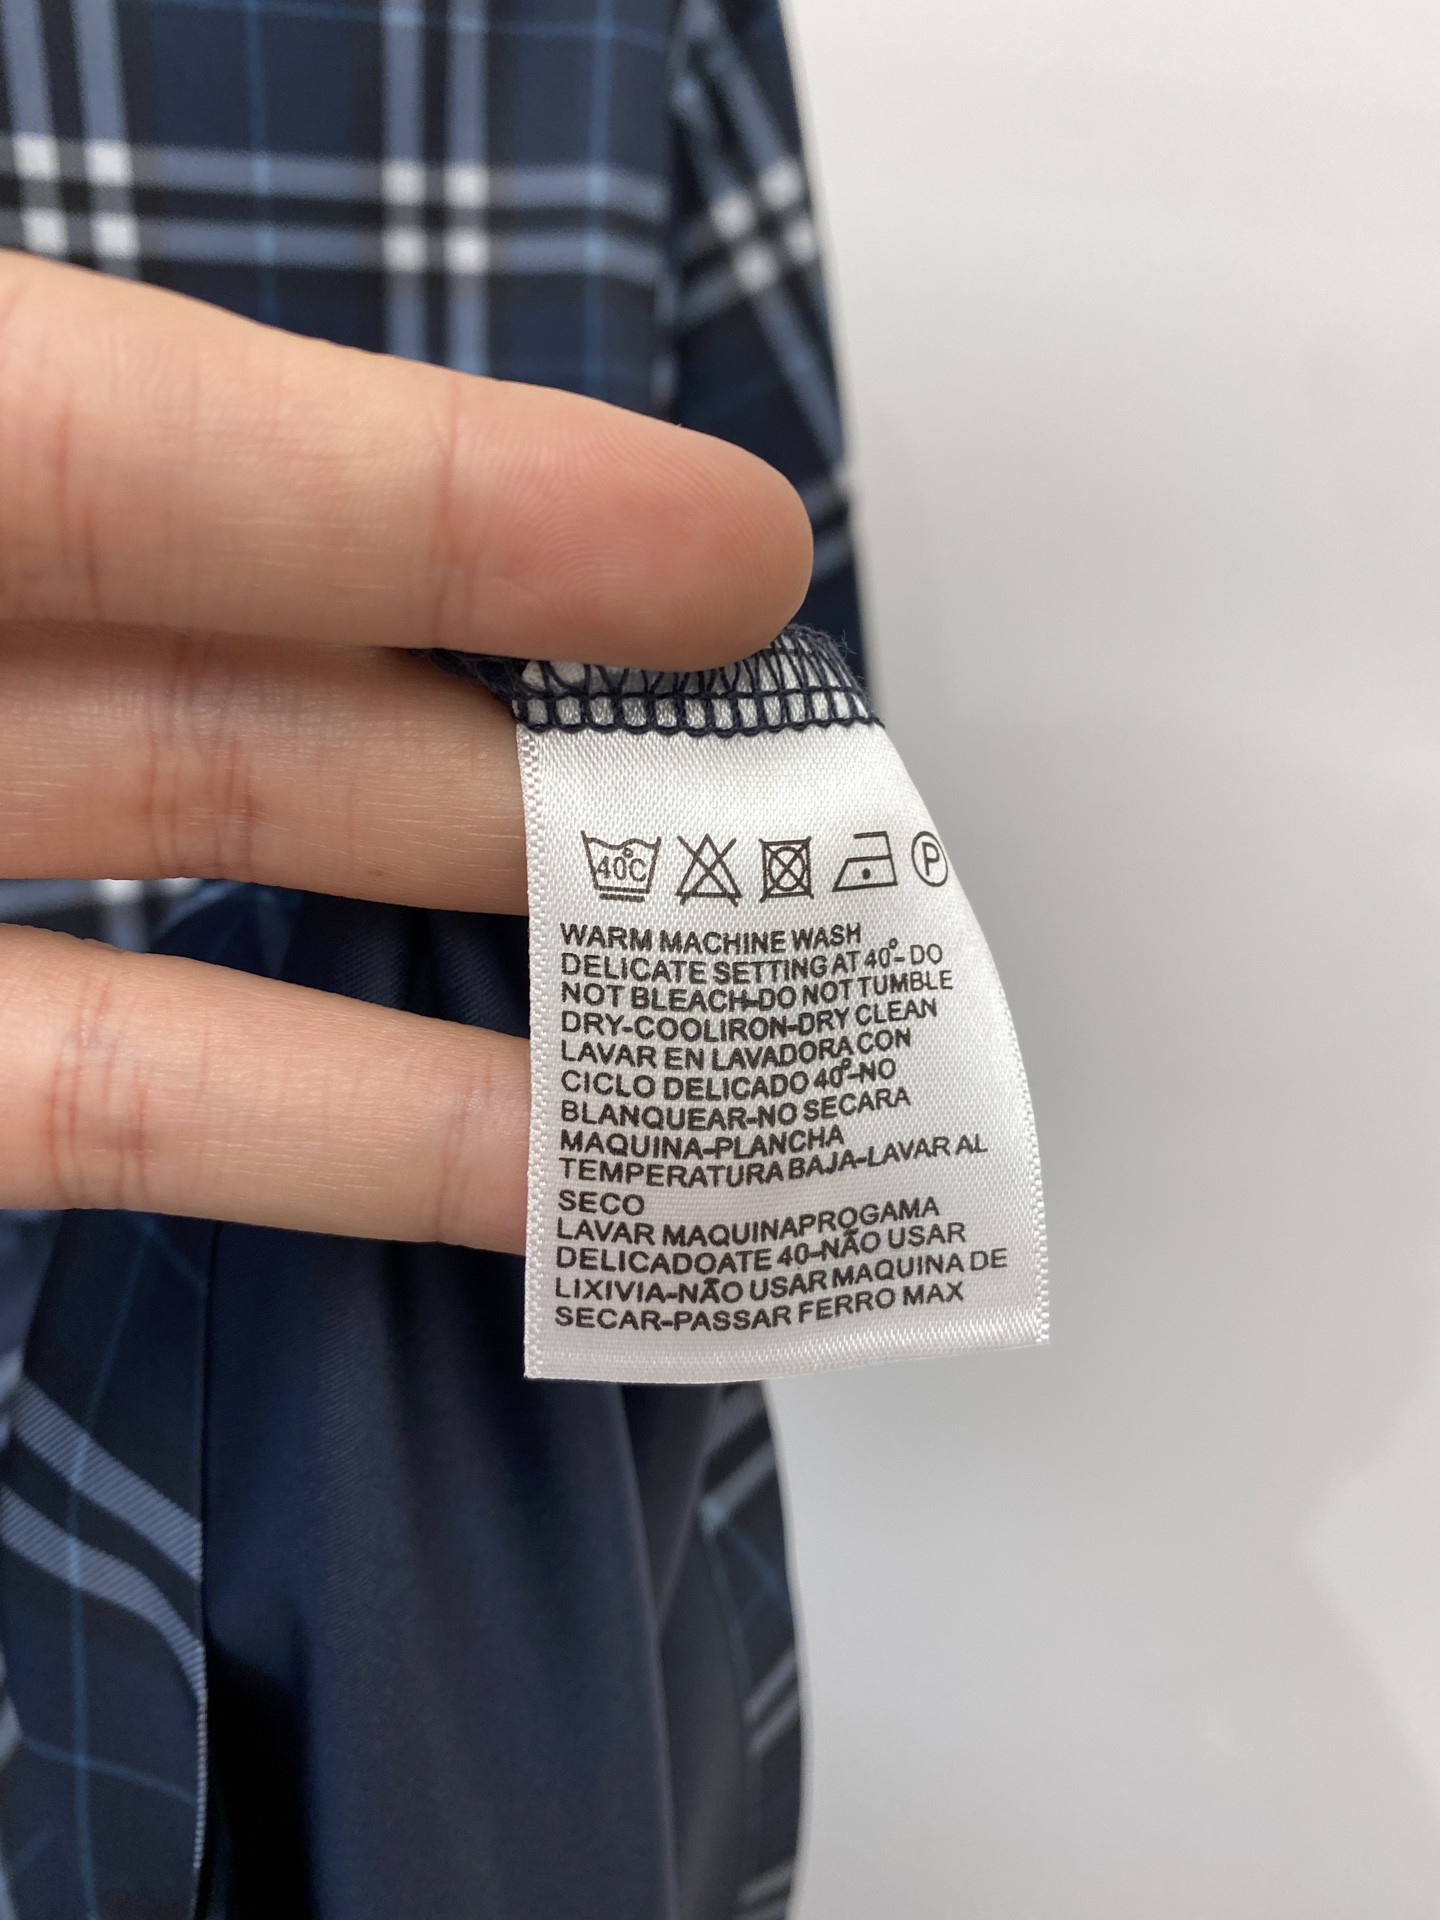 40°C P
WARM MACHINE WASH
DELICATE SETTING AT 40°-DO
NOT BLEACH-DO NOT TUMBLE
DRY-COOLIRON-DRY CLEAN
LAVAR EN LAVADORA CON
CICLO DELICADO 40°-NO
BLANQUEAR-NO SECARA
MAQUINA-PLANCHA
TEMPERATURA BAJA-LAVAR AL
SECO
LAVAR MAQUINAPROGAMA
DELICADOATE 40-NÃO USAR
LIXIVIA-NÃO USAR MAQUINA DE
SECAR-PASSAR FERRO MAX